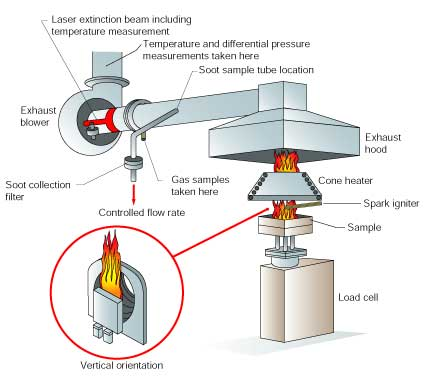 Laser extinction beam including
temperature measurement
Temperature and differential pressure
measurements taken here
Soot sample tube location
Exhaust
blower
Exhaust
hood
Soot collection
filter
Gas samples
taken here
Cone heater
Controlled flow rate
Spark igniter
Sample
Load cell
Vertical orientation